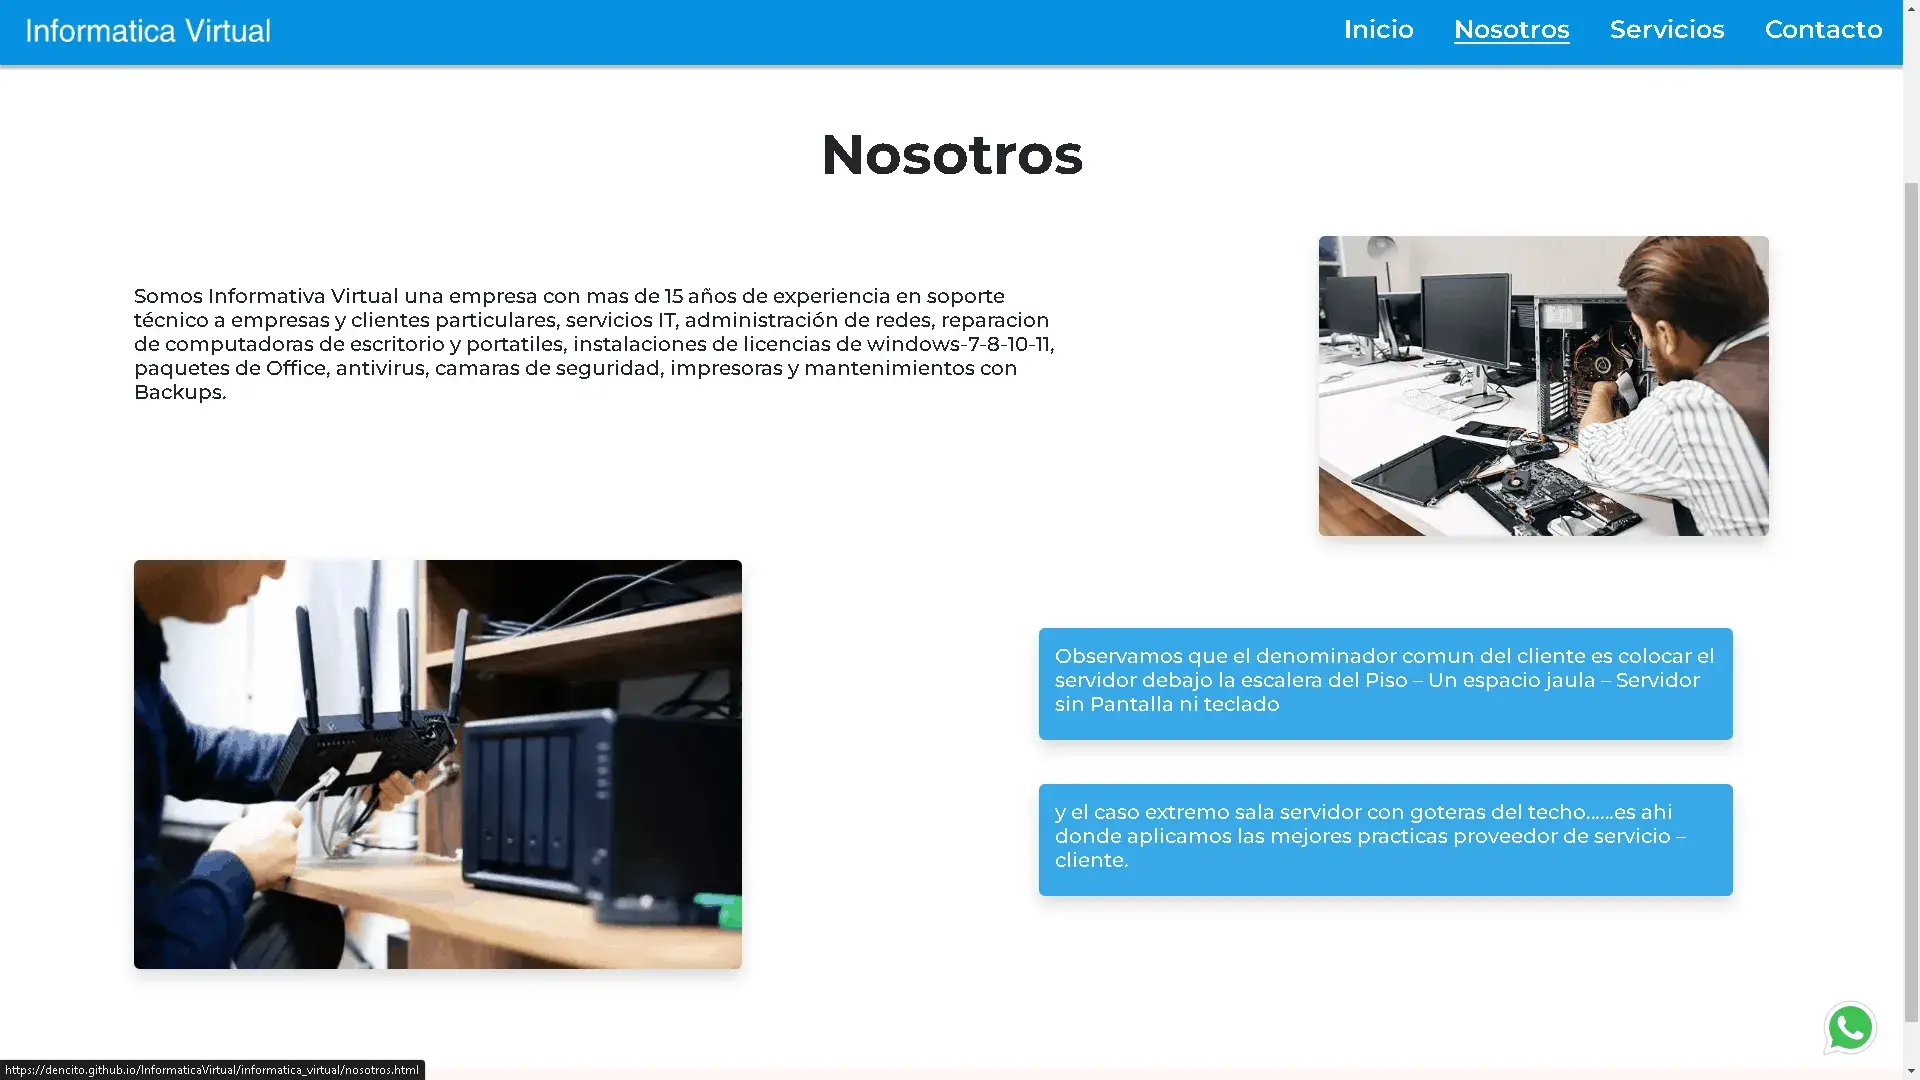 Informatica Virtual
Inicio Nosotros Servicios Contacto
Nosotros
Somos Informativa Virtual una empresa con mas de 15 años de experiencia en soporte
técnico a empresas y clientes particulares, servicios IT, administración de redes, reparacion
de computadoras de escritorio y portatiles, instalaciones de licencias de windows-7-8-10-11,
paquetes de Office, antivirus, camaras de seguridad, impresoras y mantenimientos con
Backups.
Observamos que el denominador comun del cliente es colocar el
servidor debajo la escalera del Piso – Un espacio jaula – Servidor
sin Pantalla ni teclado
y el caso extremo sala servidor con goteras del techo......es ahi
donde aplicamos las mejores practicas proveedor de servicio –
cliente.
https://dencito.github.io/InformaticaVirtual/informatica_virtual/nosotros.html